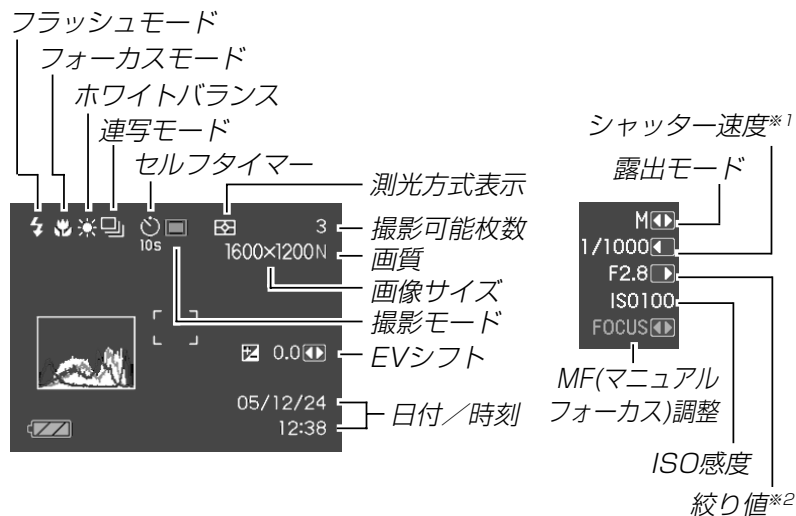 フラッシュモード
フォーカスモード
ホワイトバランス
連写モード
セルフタイマー
測光方式表示
撮影可能枚数
画質
画像サイズ
撮影モード
EVシフト
日付／時刻
10s
3
1600×1200N
0.0
05/12/24
12:38
シャッター速度※1
露出モード
M
1/1000
F2.8
ISO100
FOCUS
MF(マニュアル
フォーカス)調整
ISO感度
絞り値※2